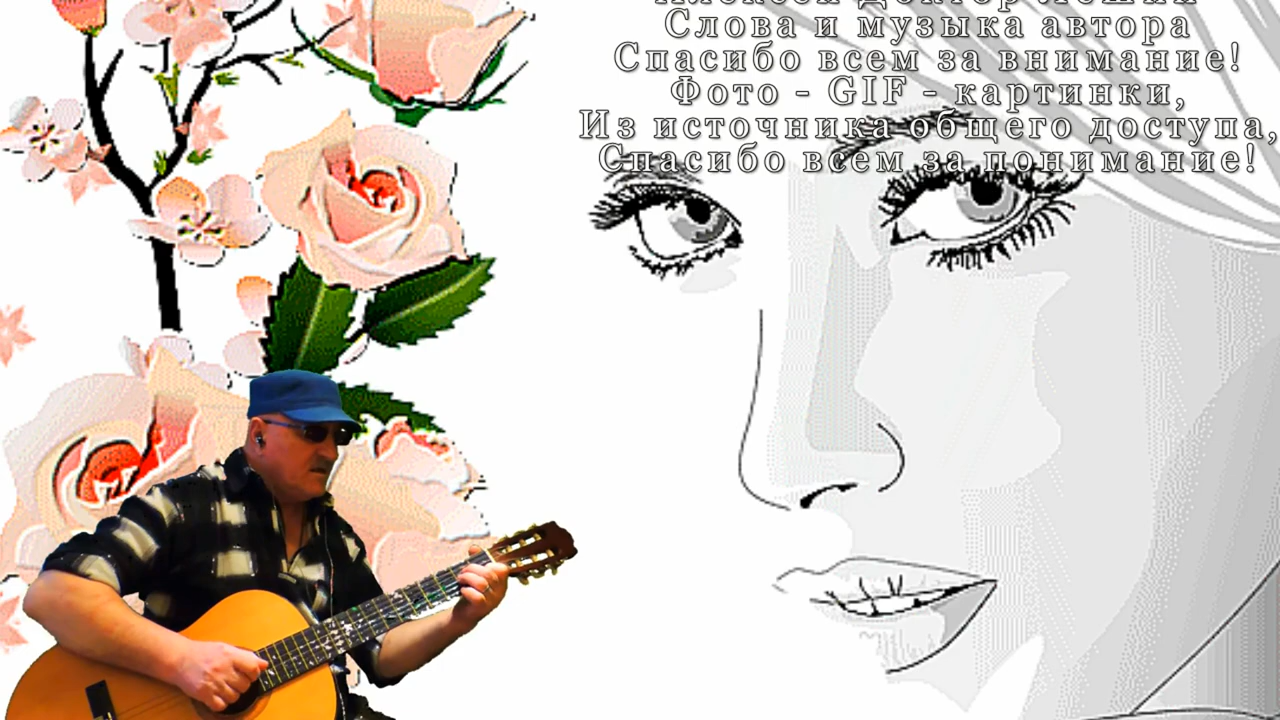 Слова и музыка автора
Спасибо всем за внимание!
Фото - GIF - картинки,
Из источника общего доступа,
Спасибо всем за понимание!